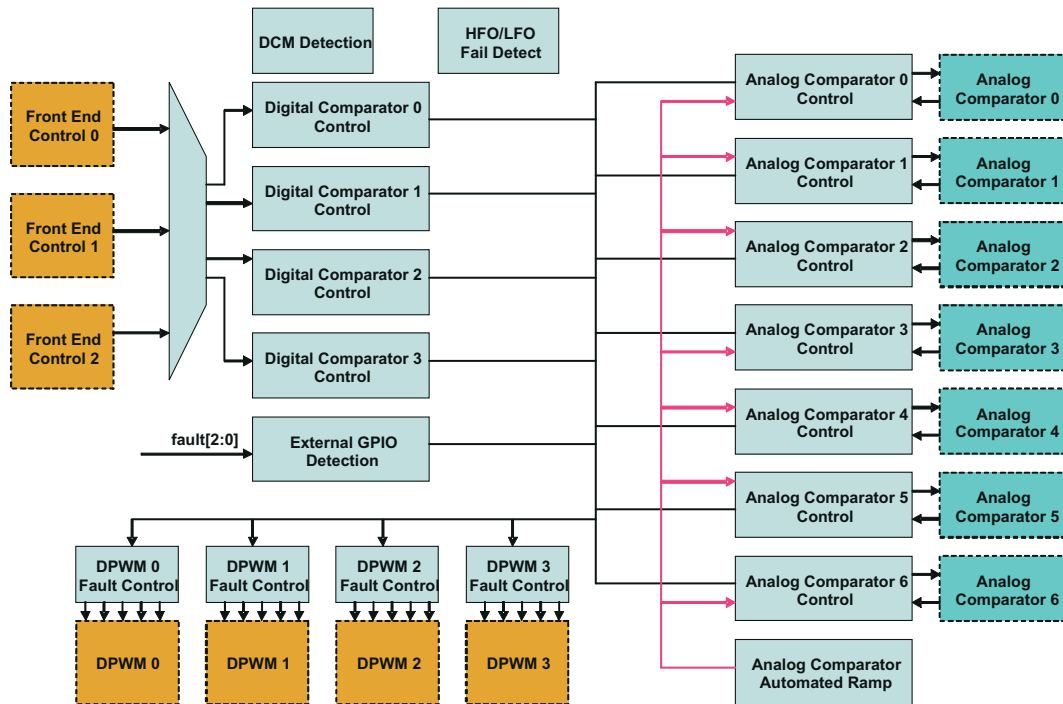 DCM Detection
HFO/LFO
Fail Detect
Front End
Control 0
Front End
Control 1
Front End
Control 2
Digital Comparator 0
Control
Digital Comparator 1
Control
Digital Comparator 2
Control
Digital Comparator 3
Control
fault[2:0]
External GPIO
Detection
Analog Comparator 0
Control
Analog
Comparator 0
Analog Comparator 1
Control
Analog
Comparator 1
Analog Comparator 2
Control
Analog
Comparator 2
Analog Comparator 3
Control
Analog
Comparator 3
Analog Comparator 4
Control
Analog
Comparator 4
Analog Comparator 5
Control
Analog
Comparator 5
Analog Comparator 6
Control
Analog
Comparator 6
Analog Comparator
Automated Ramp
DPWM 0
Fault Control
DPWM 1
Fault Control
DPWM 2
Fault Control
DPWM 3
Fault Control
DPWM 0
DPWM 1
DPWM 2
DPWM 3